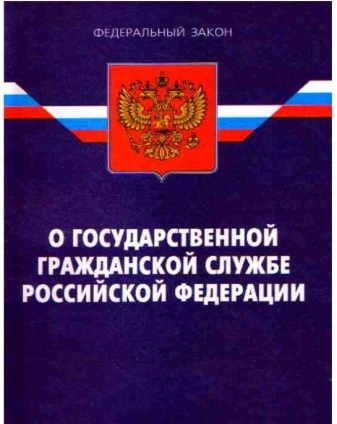 ФЕДЕРАЛЬНЫЙ ЗАКОН
О ГОСУДАРСТВЕННОЙ
ГРАЖДАНСКОЙ СЛУЖБЕ
РОССИЙСКОЙ ФЕДЕРАЦИИ